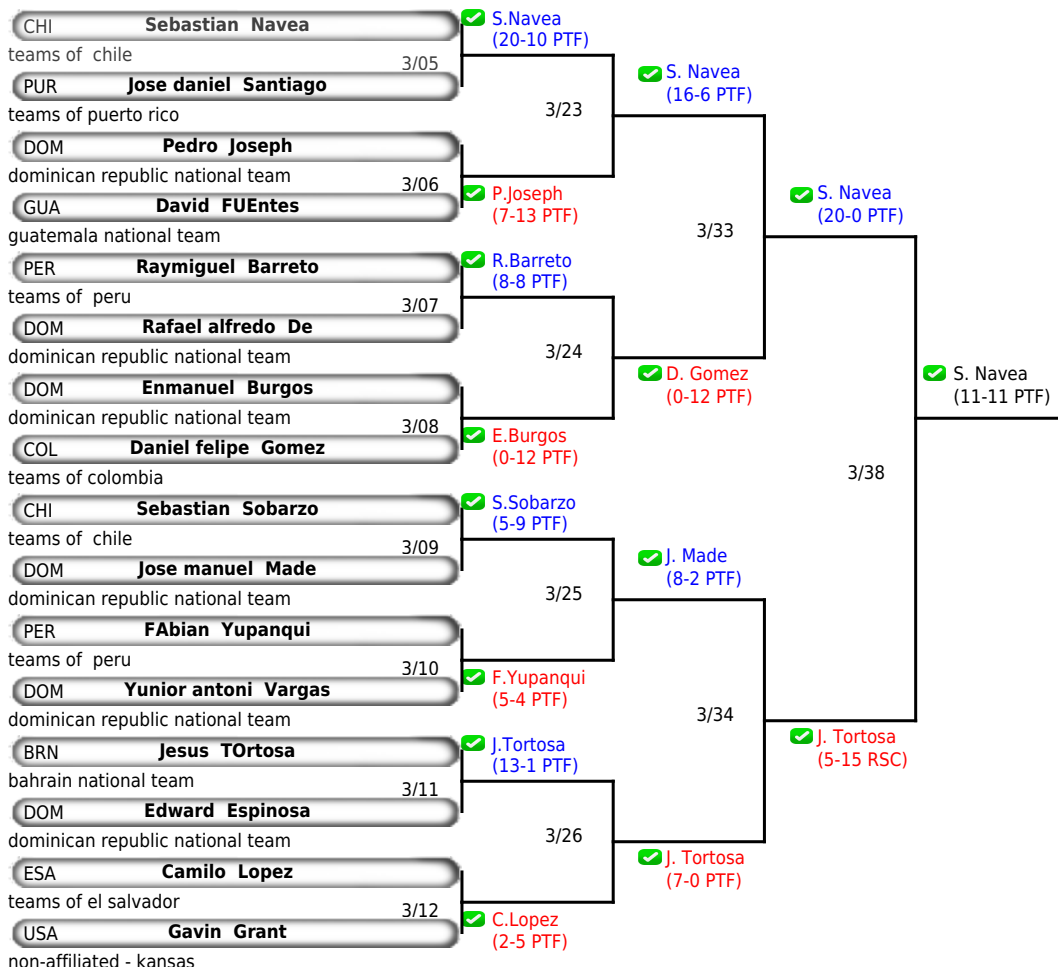 CHI Sebastian Navea
teams of chile
3/05
PUR Jose daniel Santiago
teams of puerto rico
DOM Pedro Joseph
dominican republic national team
3/06
GUA David FUEntes
guatemala national team
PER Raymiguel Barreto
teams of peru
3/07
DOM Rafael alfredo De
dominican republic national team
DOM Enmanuel Burgos
dominican republic national team
3/08
COL Daniel felipe Gomez
teams of colombia
CHI Sebastian Sobarzo
teams of chile
3/09
DOM Jose manuel Made
dominican republic national team
PER FAbian Yupanqui
teams of peru
3/10
DOM Yunior antoni Vargas
dominican republic national team
BRN Jesus TOrtosa
bahrain national team
3/11
DOM Edward Espinosa
dominican republic national team
ESA Camilo Lopez
teams of el salvador
3/12
USA Gavin Grant
non-affiliated - kansas
S.Navea
(20-10 PTF)
3/23
P.Joseph
(7-13 PTF)
R.Barreto
(8-8 PTF)
3/24
E.Burgos
(0-12 PTF)
S.Sobarzo
(5-9 PTF)
3/25
F.Yupanqui
(5-4 PTF)
J.Tortosa
(13-1 PTF)
3/26
C.Lopez
(2-5 PTF)
S. Navea
(16-6 PTF)
3/33
D. Gomez
(0-12 PTF)
J. Made
(8-2 PTF)
3/34
J. Tortosa
(7-0 PTF)
S. Navea
(20-0 PTF)
3/38
J. Tortosa
(5-15 RSC)
S. Navea
(11-11 PTF)